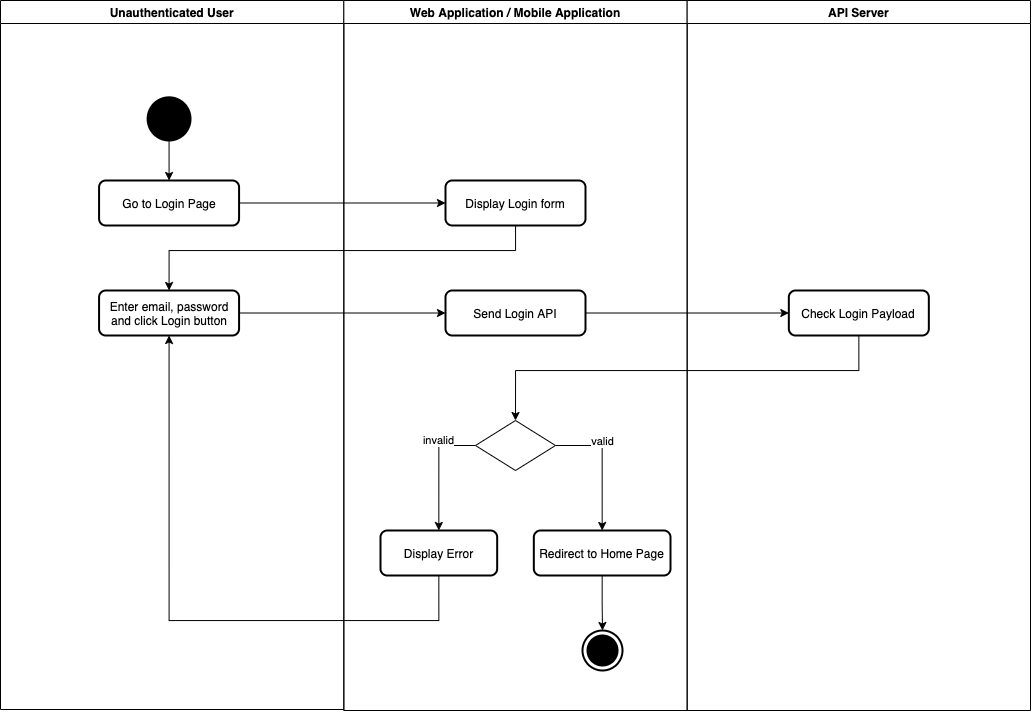 Unauthenticated User
Web Application / Mobile Application
API Server
Go to Login Page
Display Login form
Enter email, password
and click Login button
Send Login API
Check Login Payload
invalid
valid
Display Error
Redirect to Home Page